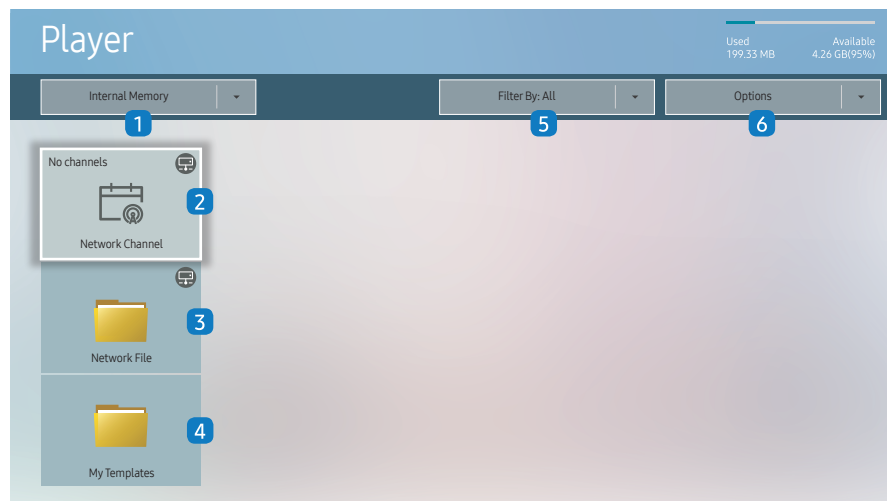 Player
Used Available
199.33 MB 4.26 GB(95%)
Internal Memory Filter By: All Options
1 5 6
No channels
2
Network Channel
3
Network File
4
My Templates